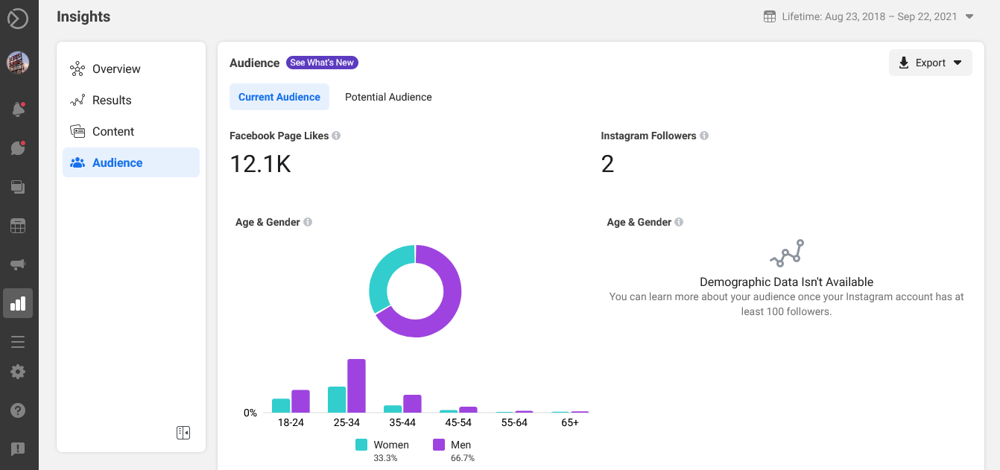 Insights
Lifetime: Aug 23, 2018 – Sep 22, 2021
Overview
Results
Content
Audience
Audience
See What's New
Export
Current Audience
Potential Audience
Facebook Page Likes
12.1K
Instagram Followers
2
Age & Gender
0%
18-24 25-34 35-44 45-54 55-64 65+
Women Men
33.3% 66.7%
Age & Gender
Demographic Data Isn't Available
You can learn more about your audience once your Instagram account has at
least 100 followers.